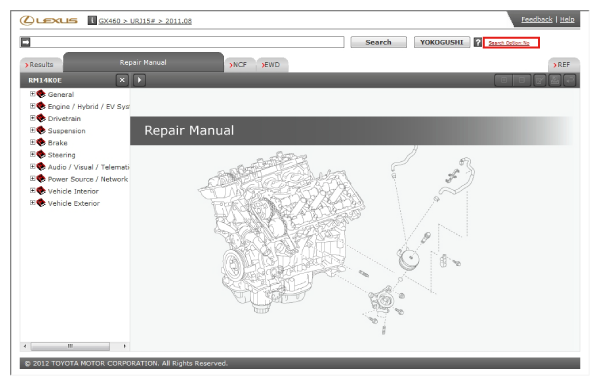 LEXUS i GX460 > URJ15# > 2011.08 Feedback | Help
Search YOKOGUSHI ? Search Option: No
>Results Repair Manual >NCF >EWD >REF
RM14K0E
General
Engine / Hybrid / EV Sys
Drivetrain
Suspension
Brake
Steering
Audio / Visual / Telemati
Power Source / Network
Vehicle Interior
Vehicle Exterior
Repair Manual
© 2012 TOYOTA MOTOR CORPORATION. All Rights Reserved.